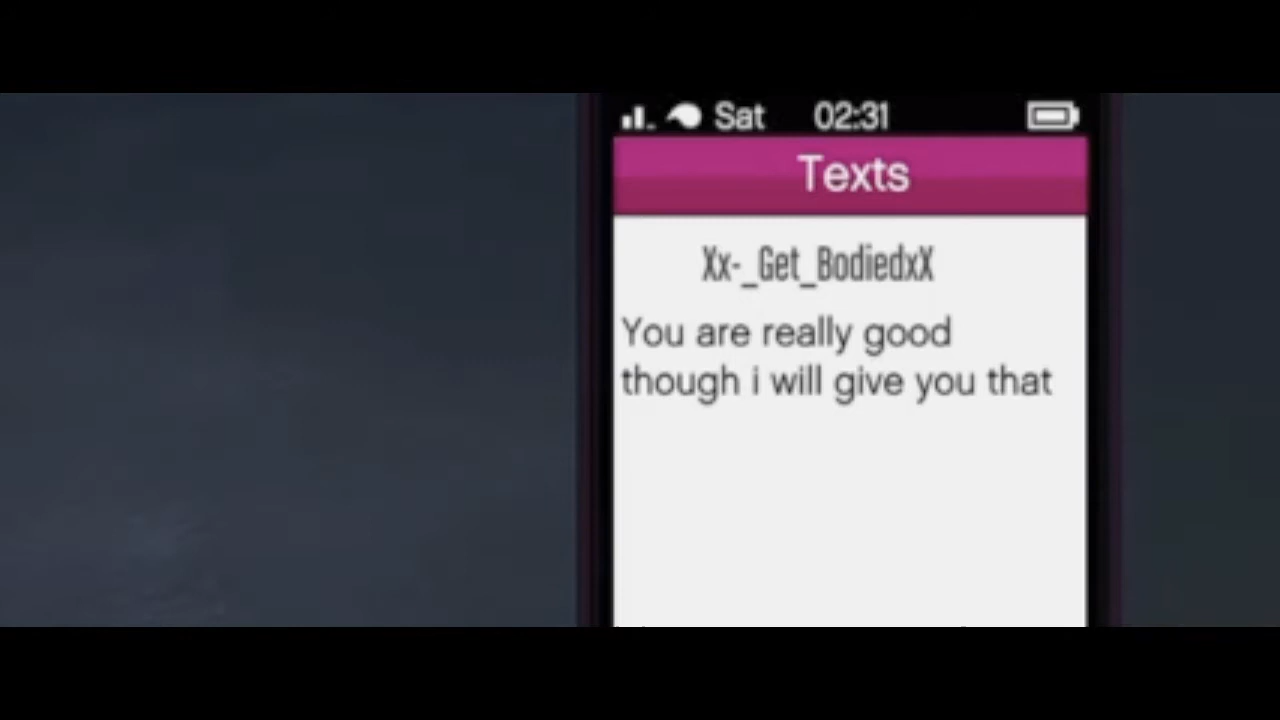 Sat 02:31
Texts
Xx-_Get_BodiedxX
You are really good
though i will give you that